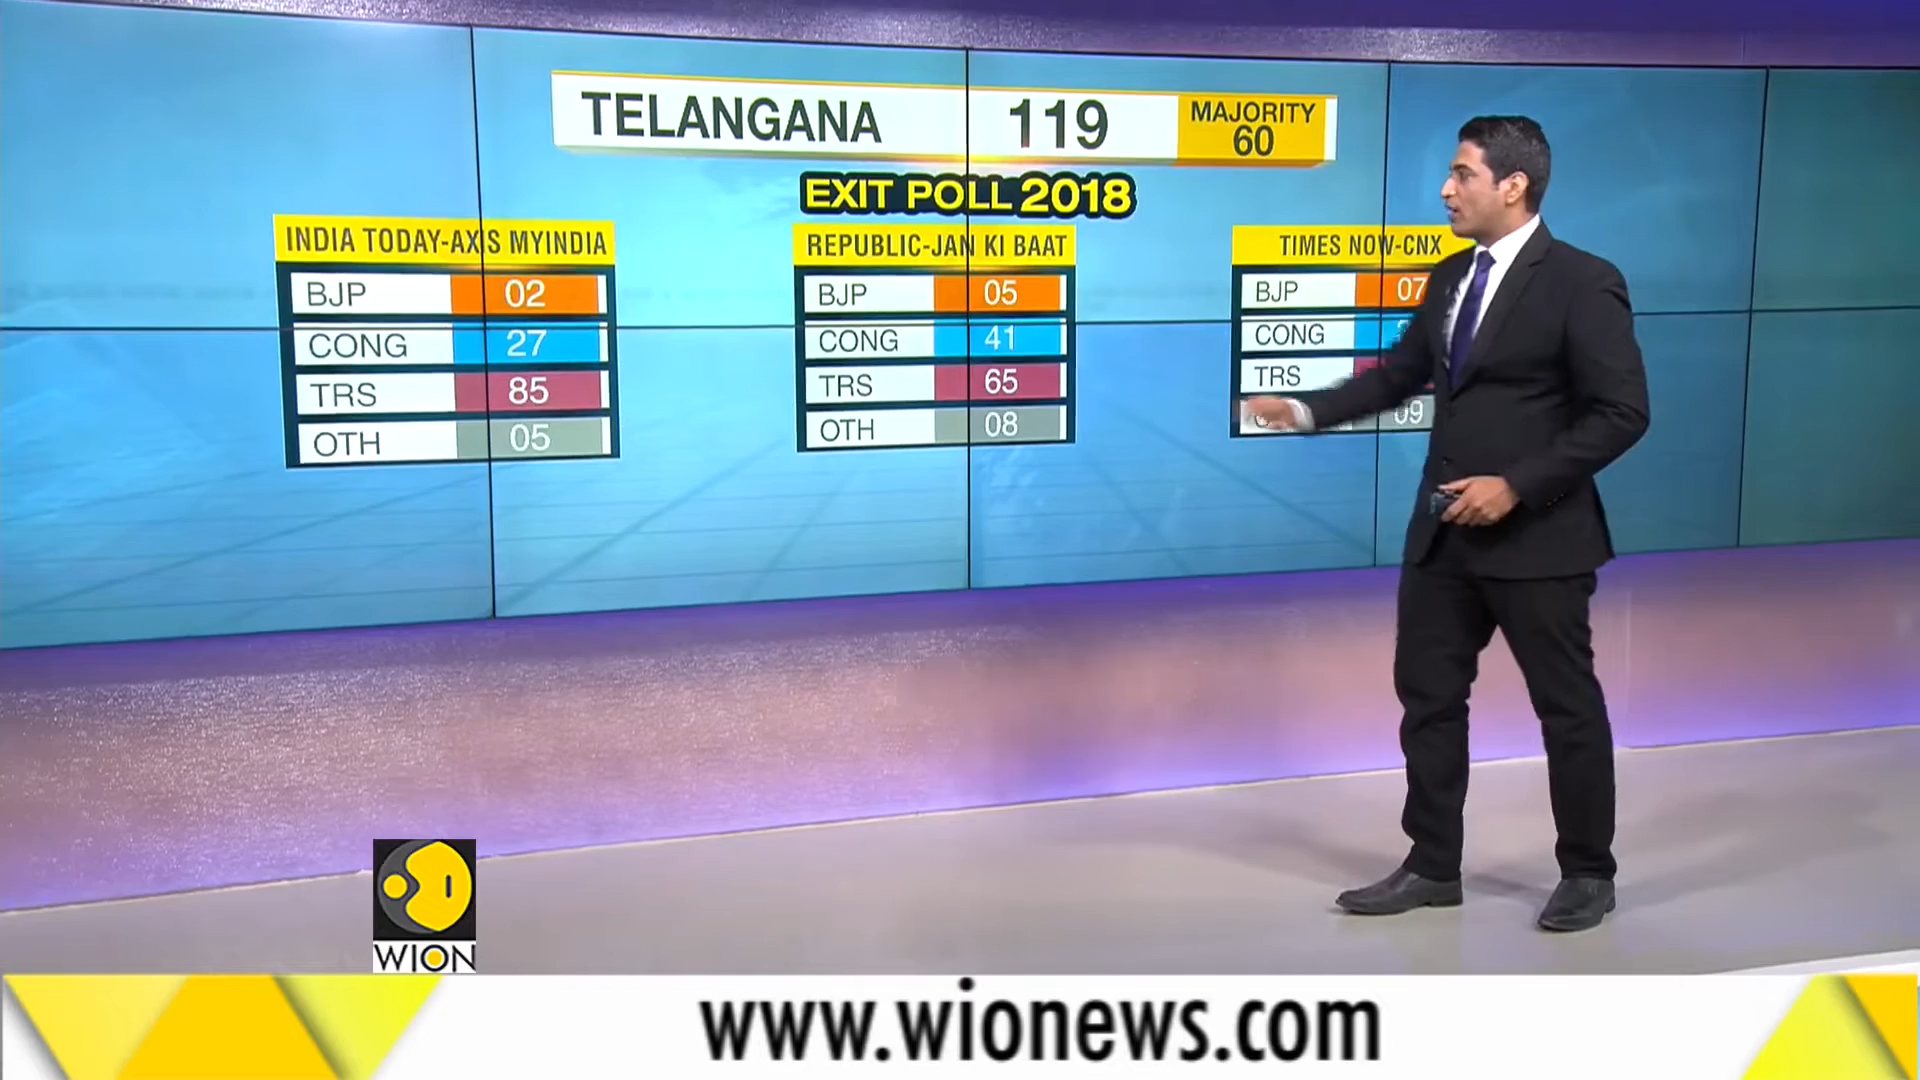 TELANGANA 119 MAJORITY 60
EXIT POLL 2018
INDIA TODAY-AXIS MYINDIA
BJP 02
CONG 27
TRS 85
OTH 05
REPUBLIC-JAN KI BAAT
BJP 05
CONG 41
TRS 65
OTH 08
TIMES NOW-CNX
BJP 07
CONG
TRS
09
WION
www.wionews.com